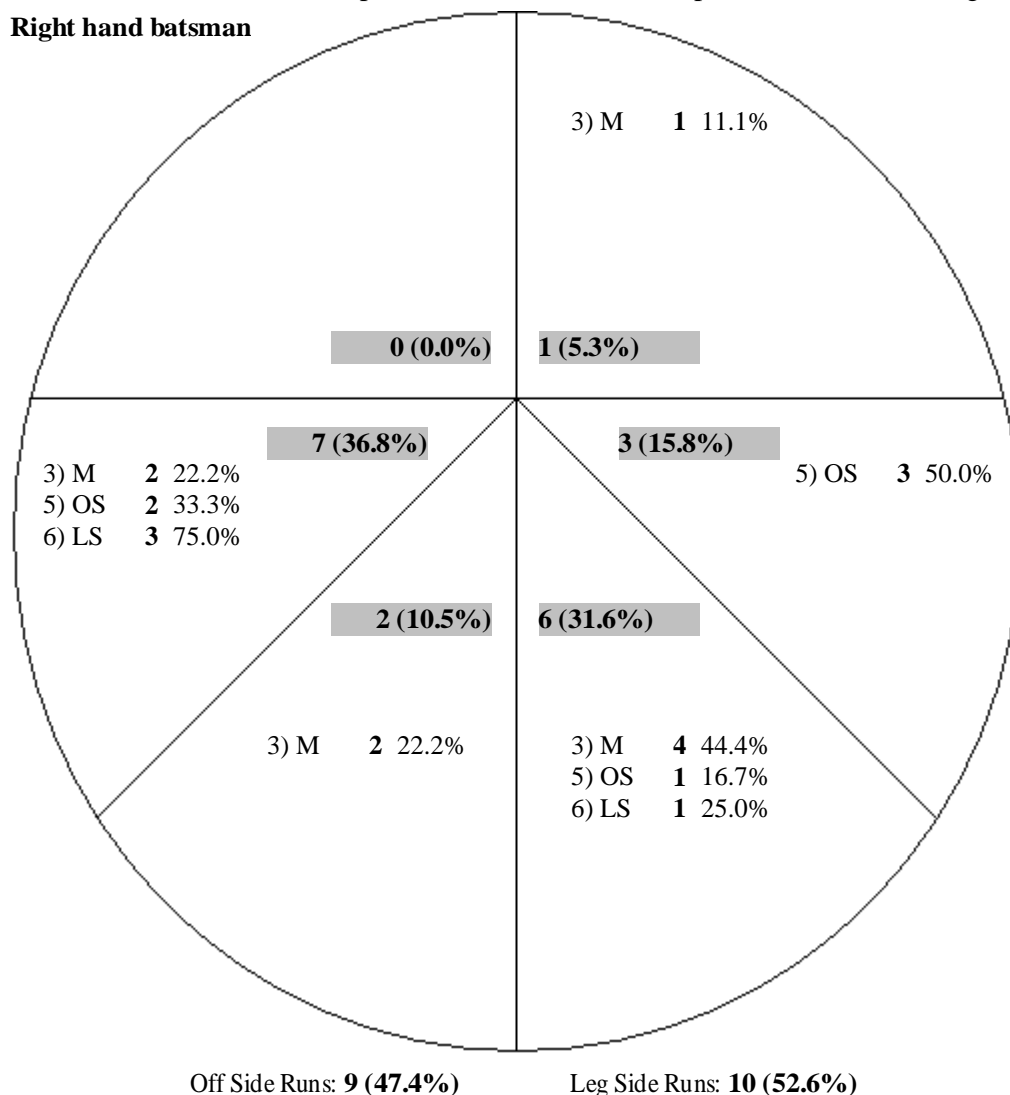 Right hand batsman
3) M 1 11.1%
0 (0.0%) 1 (5.3%)
7 (36.8%) 3 (15.8%)
3) M 2 22.2%
5) OS 2 33.3%
6) LS 3 75.0%
5) OS 3 50.0%
2 (10.5%) 6 (31.6%)
3) M 2 22.2%
3) M 4 44.4%
5) OS 1 16.7%
6) LS 1 25.0%
Off Side Runs: 9 (47.4%) Leg Side Runs: 10 (52.6%)